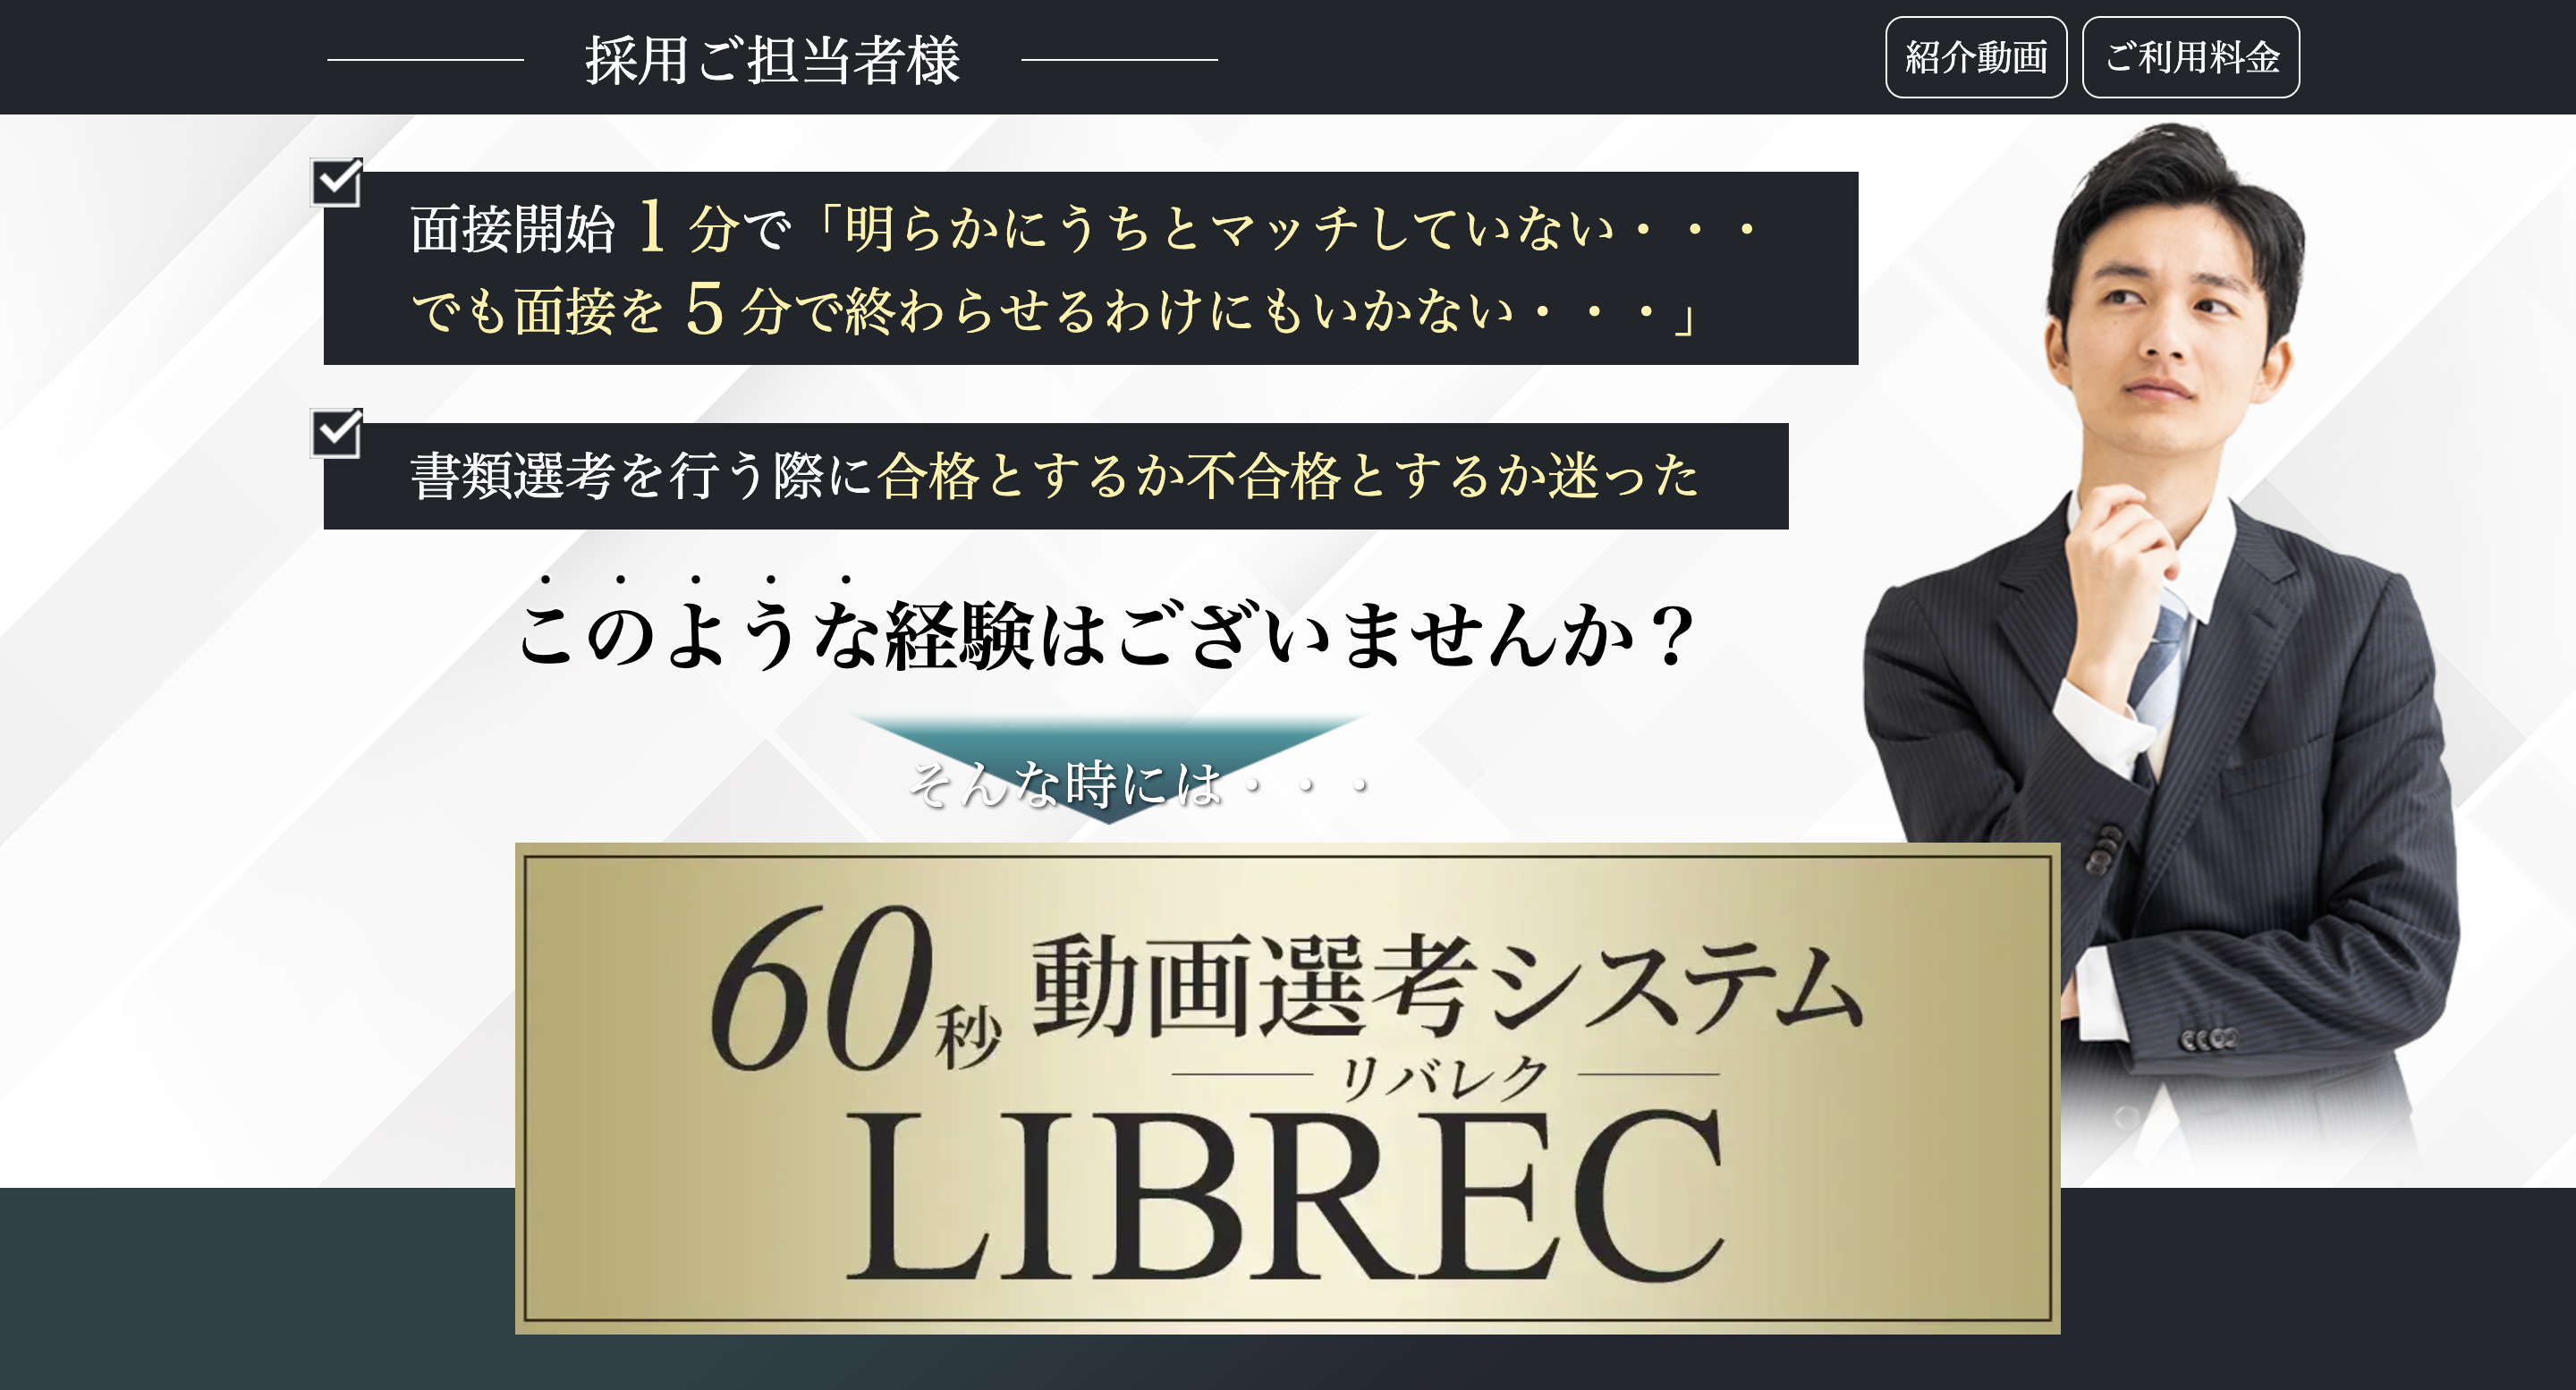 採用ご担当者様
紹介動画
ご利用料金
面接開始 1 分で「明らかにうちとマッチしていない・・・
でも面接を 5 分で終わらせるわけにもいかない・・・」
書類選考を行う際に合格とするか不合格とするか迷った
このような経験はございませんか？
そんな時には・・・
60秒 動画選考システム
リバレク
LIBREC